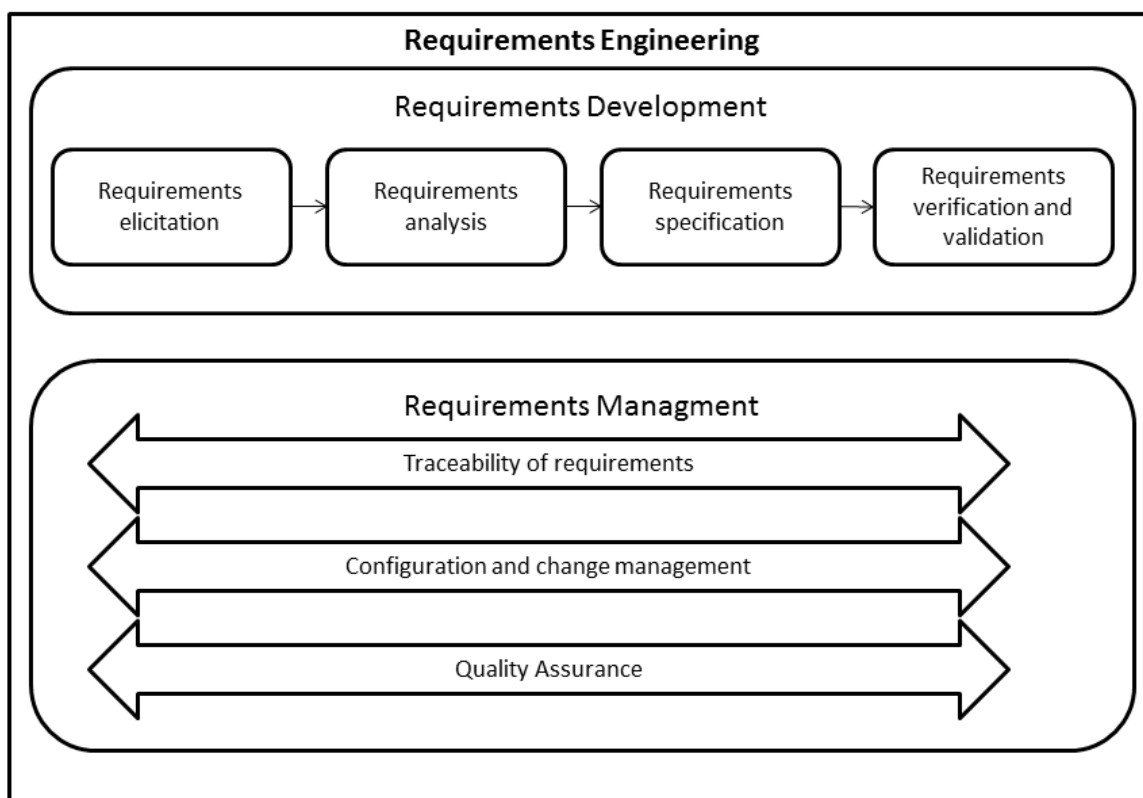 Requirements Engineering
Requirements Development
Requirements
elicitation
Requirements
analysis
Requirements
specification
Requirements
verification and
validation
Requirements Managment
Traceability of requirements
Configuration and change management
Quality Assurance